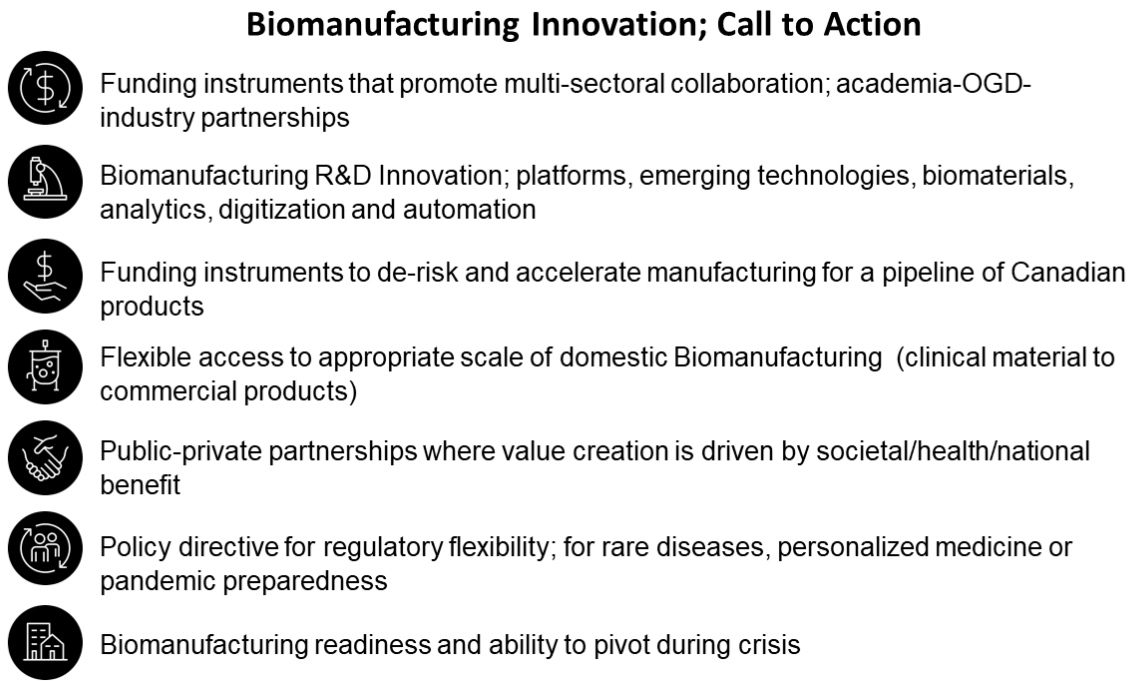 Biomanufacturing Innovation; Call to Action
Funding instruments that promote multi-sectoral collaboration; academia-OGD-
industry partnerships
Biomanufacturing R&D Innovation; platforms, emerging technologies, biomaterials,
analytics, digitization and automation
Funding instruments to de-risk and accelerate manufacturing for a pipeline of Canadian
products
Flexible access to appropriate scale of domestic Biomanufacturing  (clinical material to
commercial products)
Public-private partnerships where value creation is driven by societal/health/national
benefit
Policy directive for regulatory flexibility; for rare diseases, personalized medicine or
pandemic preparedness
Biomanufacturing readiness and ability to pivot during crisis